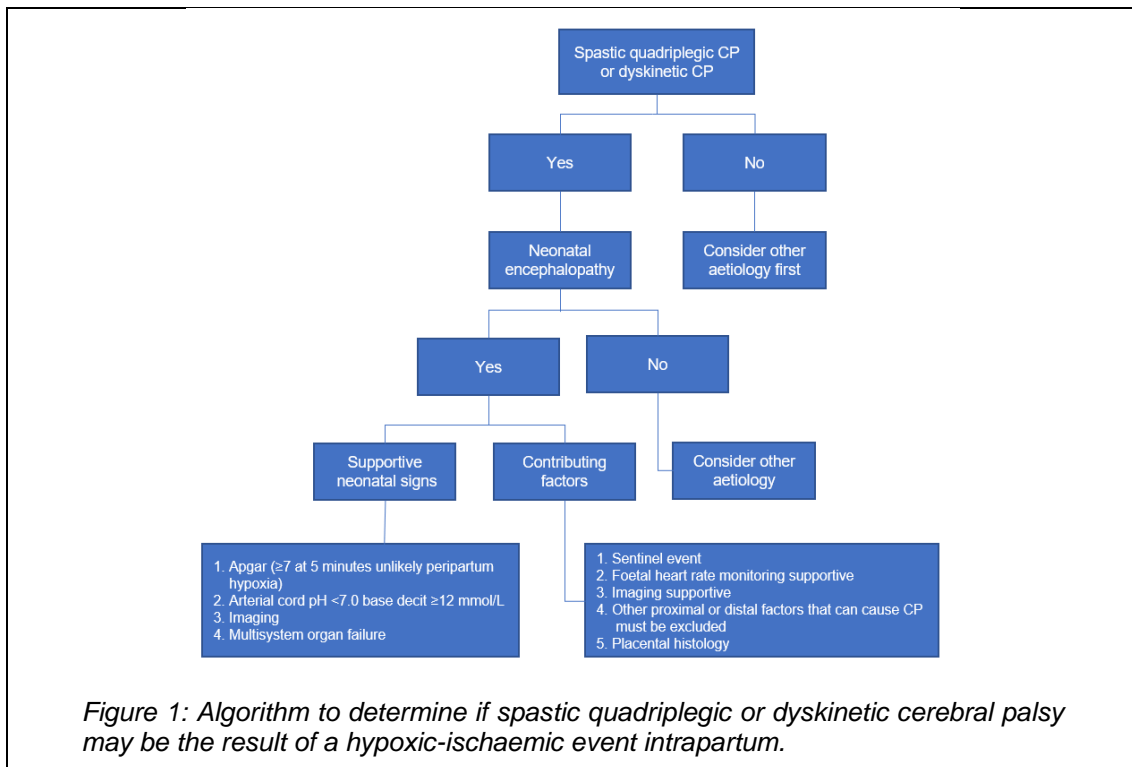 Spastic quadriplegic CP
or dyskinetic CP
Yes
No
Neonatal
encephalopathy
Consider other
aetiology first
Yes
No
Supportive
neonatal signs
Contributing
factors
Consider other
aetiology
1. Apgar (≥7 at 5 minutes unlikely peripartum
hypoxia)
2. Arterial cord pH <7.0 base decit ≥12 mmol/L
3. Imaging
4. Multisystem organ failure
1. Sentinel event
2. Foetal heart rate monitoring supportive
3. Imaging supportive
4. Other proximal or distal factors that can cause CP
must be excluded
5. Placental histology
Figure 1: Algorithm to determine if spastic quadriplegic or dyskinetic cerebral palsy
may be the result of a hypoxic-ischaemic event intrapartum.